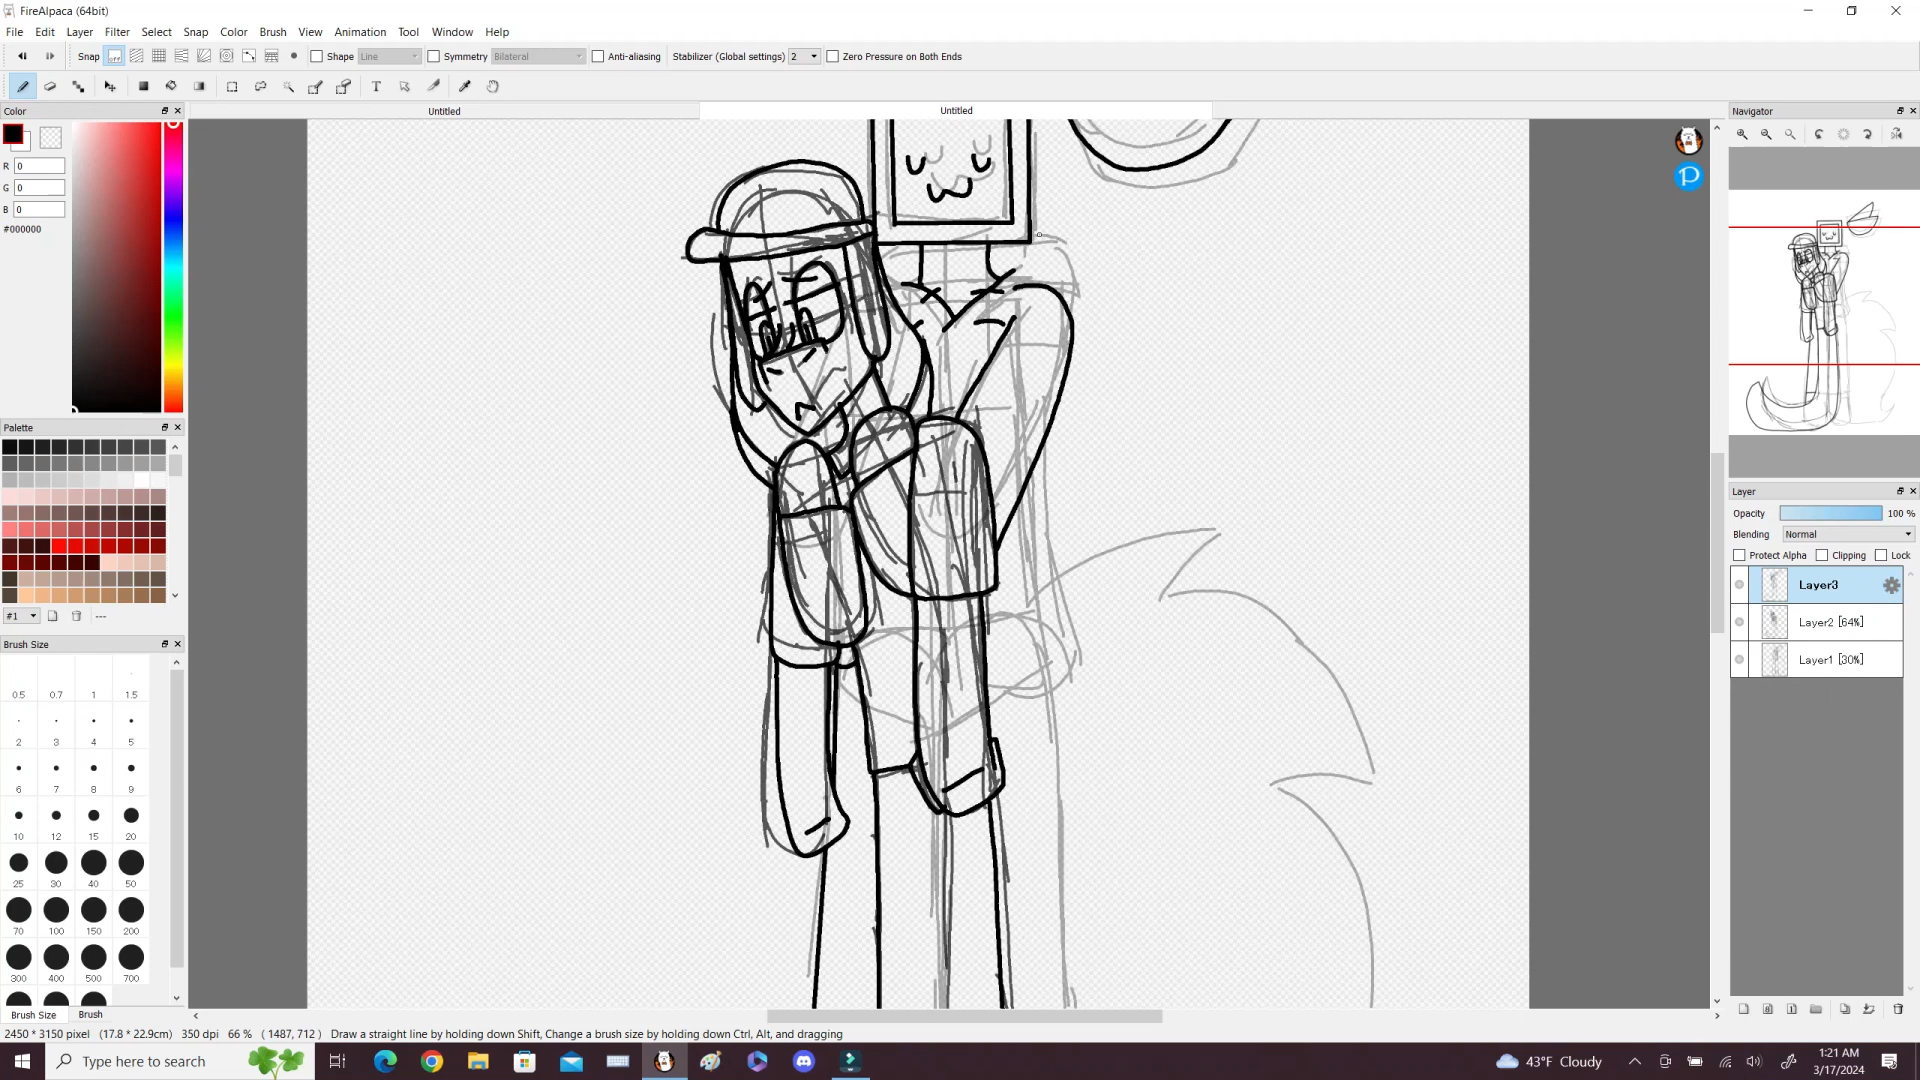 FireAlpaca (64bit)
File Edit Layer Filter Select Snap Color Brush View Animation Tool Window Help
Snap off Shape Line Symmetry Bilateral Anti-aliasing Stabilizer (Global settings) 2 Zero Pressure on Both Ends
T
Color Untitled Untitled Navigator
R 0
G 0
B 0
#000000
Palette
Layer
Opacity 100 %
Blending Normal
Protect Alpha Clipping Lock
Layer3
Layer2 [64%]
Layer1 [30%]
#1 ---
Brush Size
0.5 0.7 1 1.5
2 3 4 5
6 7 8 9
10 12 15 20
25 30 40 50
70 100 150 200
300 400 500 700
Brush Size Brush
2450 * 3150 pixel (17.8 * 22.9cm) 350 dpi 66 % ( 1487, 712 ) Draw a straight line by holding down Shift, Change a brush size by holding down Ctrl, Alt, and dragging
Type here to search 43°F Cloudy 1:21 AM
3/17/2024